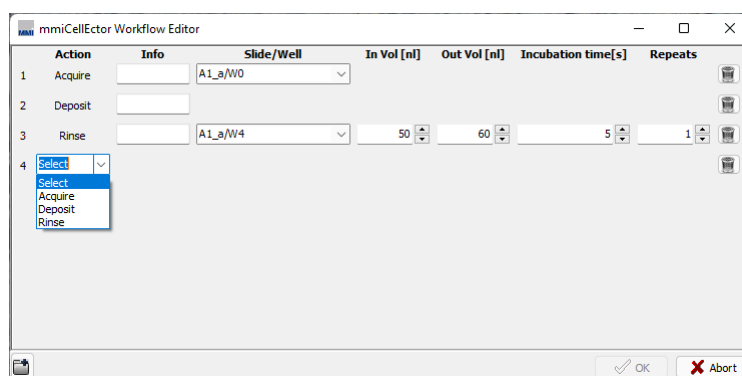 MMI mmiCellEctor Workflow Editor
Action Info Slide/Well In Vol [nl] Out Vol [nl] Incubation time[s] Repeats
1 Acquire A1_a/W0
2 Deposit
3 Rinse A1_a/W4 50 60 5 1
4 Select
Select
Acquire
Deposit
Rinse
OK Abort